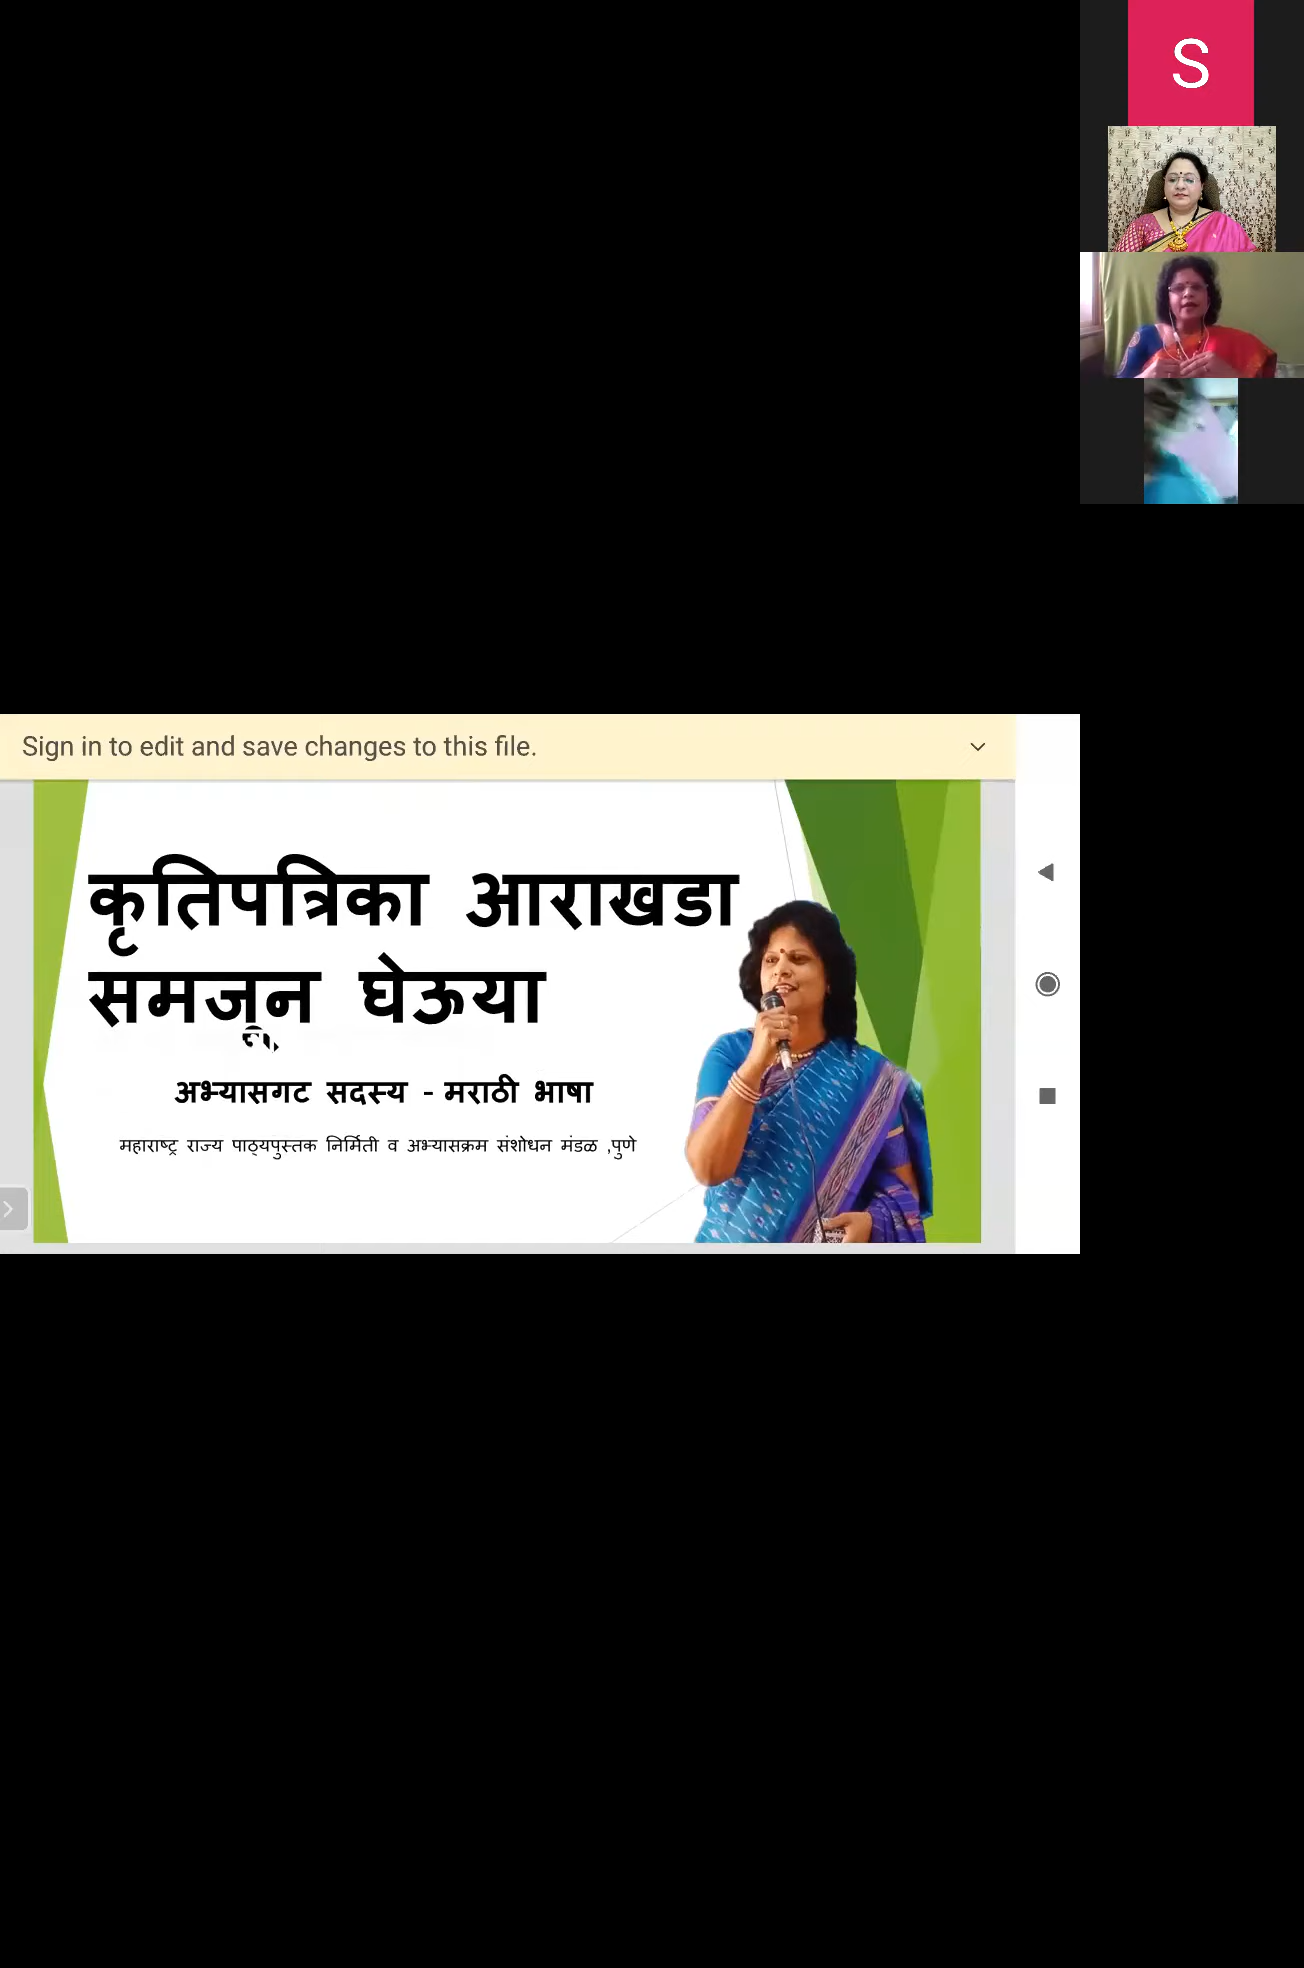 S
Sign in to edit and save changes to this file.
कृतिपत्रिका आराखडा
समजून घेऊया
अभ्यासगट सदस्य - मराठी भाषा
महाराष्ट्र राज्य पाठ्यपुस्तक निर्मिती व अभ्यासक्रम संशोधन मंडळ ,पुणे